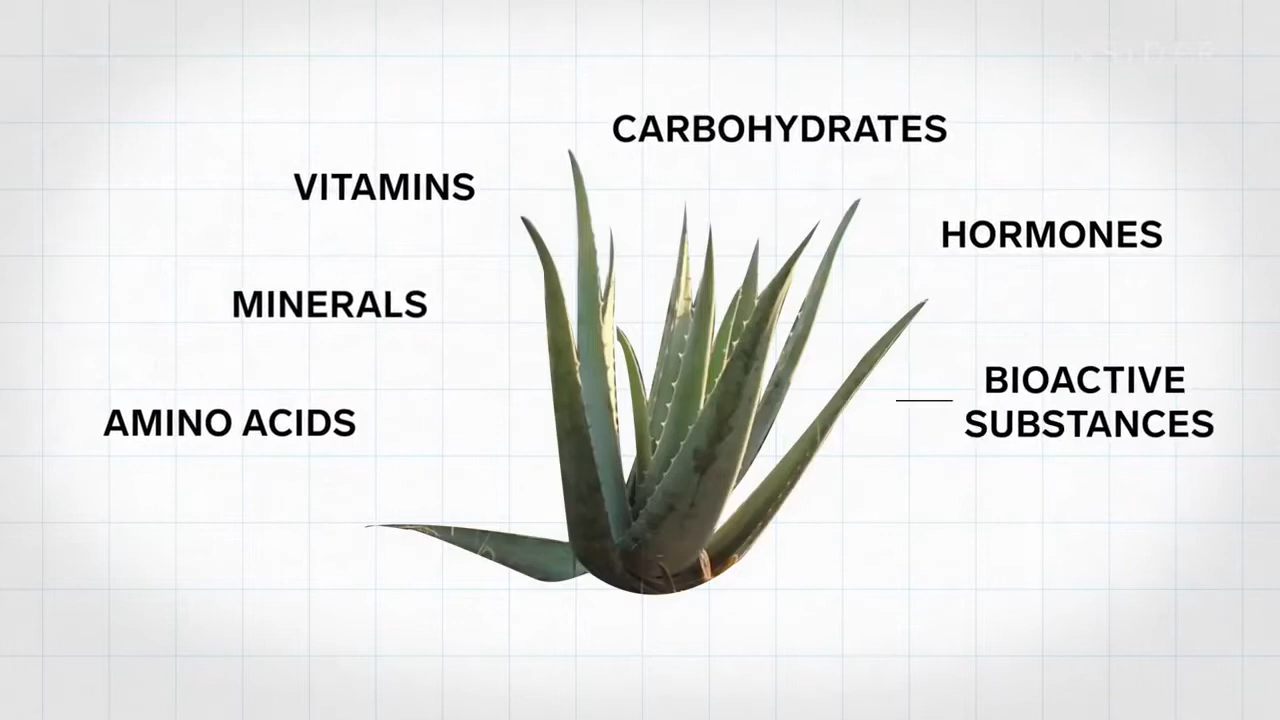 CARBOHYDRATES
VITAMINS
HORMONES
MINERALS
BIOACTIVE
SUBSTANCES
AMINO ACIDS